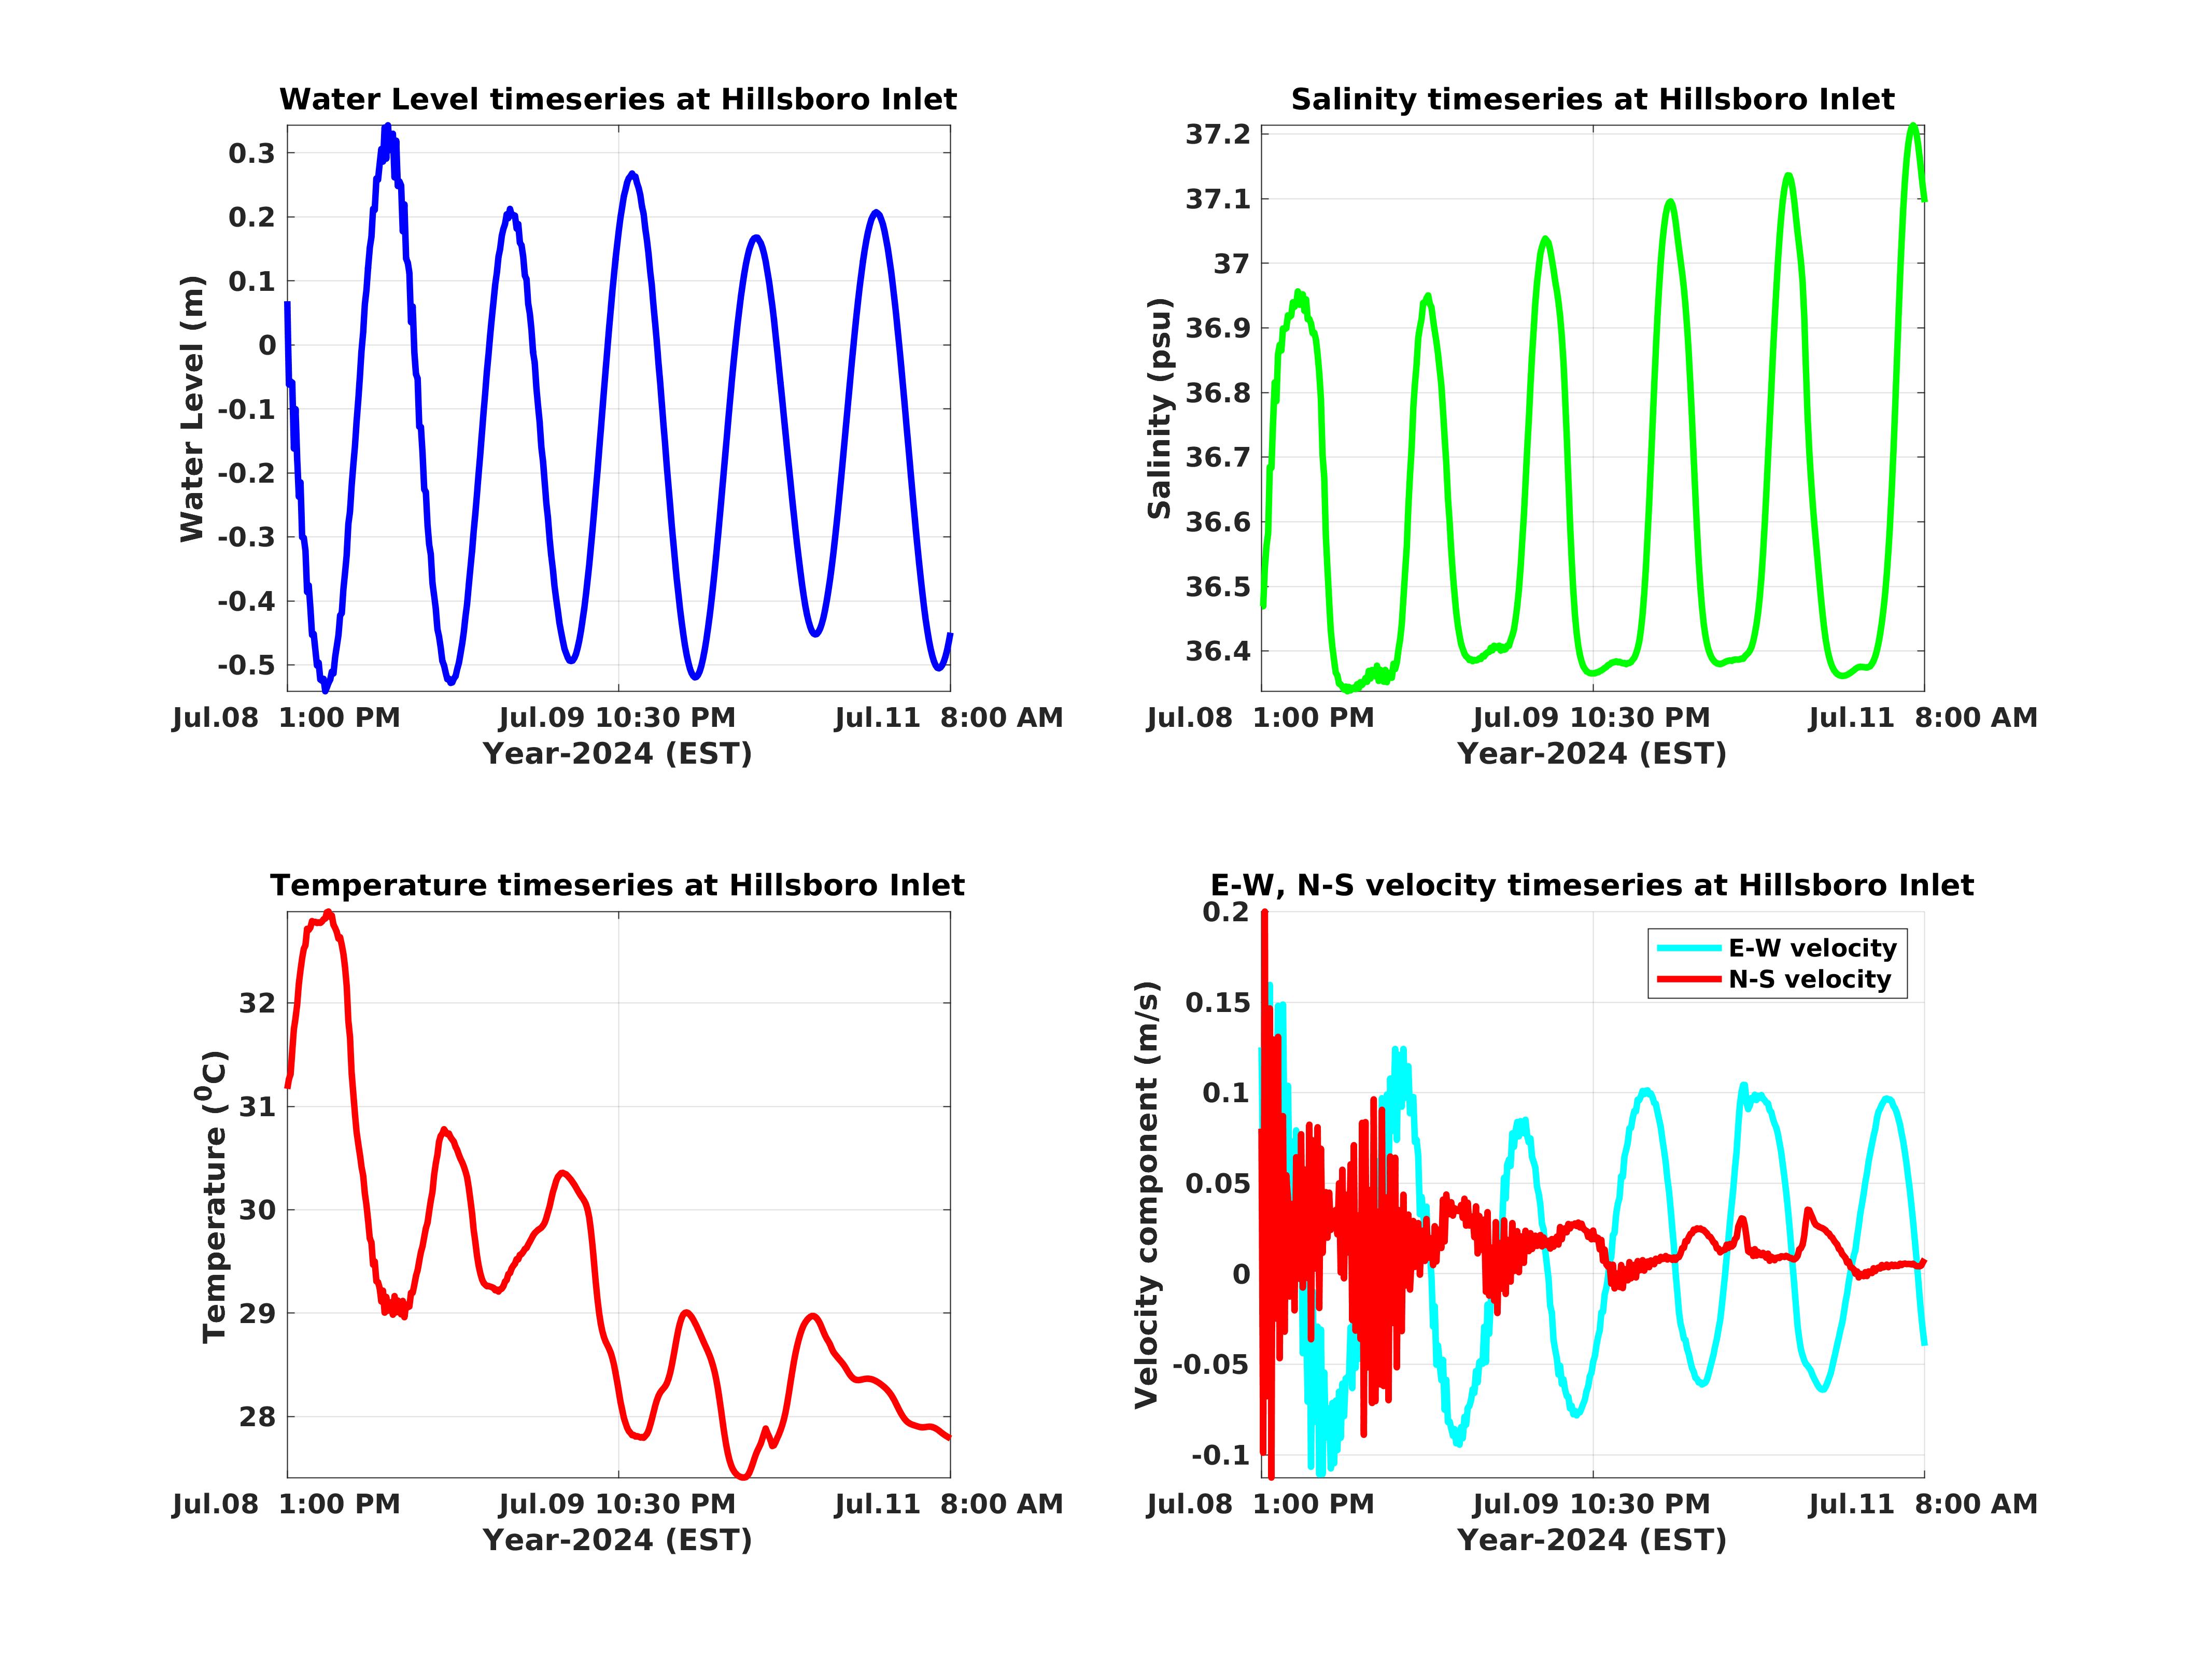 Water Level timeseries at Hillsboro Inlet
Water Level (m)
0.3
0.2
0.1
0
-0.1
-0.2
-0.3
-0.4
-0.5
Jul.08 1:00 PM
Jul.09 10:30 PM
Jul.11 8:00 AM
Year-2024 (EST)
Salinity timeseries at Hillsboro Inlet
Salinity (psu)
37.2
37.1
37
36.9
36.8
36.7
36.6
36.5
36.4
Jul.08 1:00 PM
Jul.09 10:30 PM
Jul.11 8:00 AM
Year-2024 (EST)
Temperature timeseries at Hillsboro Inlet
Temperature (⁰C)
32
31
30
29
28
Jul.08 1:00 PM
Jul.09 10:30 PM
Jul.11 8:00 AM
Year-2024 (EST)
E-W, N-S velocity timeseries at Hillsboro Inlet
Velocity component (m/s)
0.2
0.15
0.1
0.05
0
-0.05
-0.1
E-W velocity
N-S velocity
Jul.08 1:00 PM
Jul.09 10:30 PM
Jul.11 8:00 AM
Year-2024 (EST)